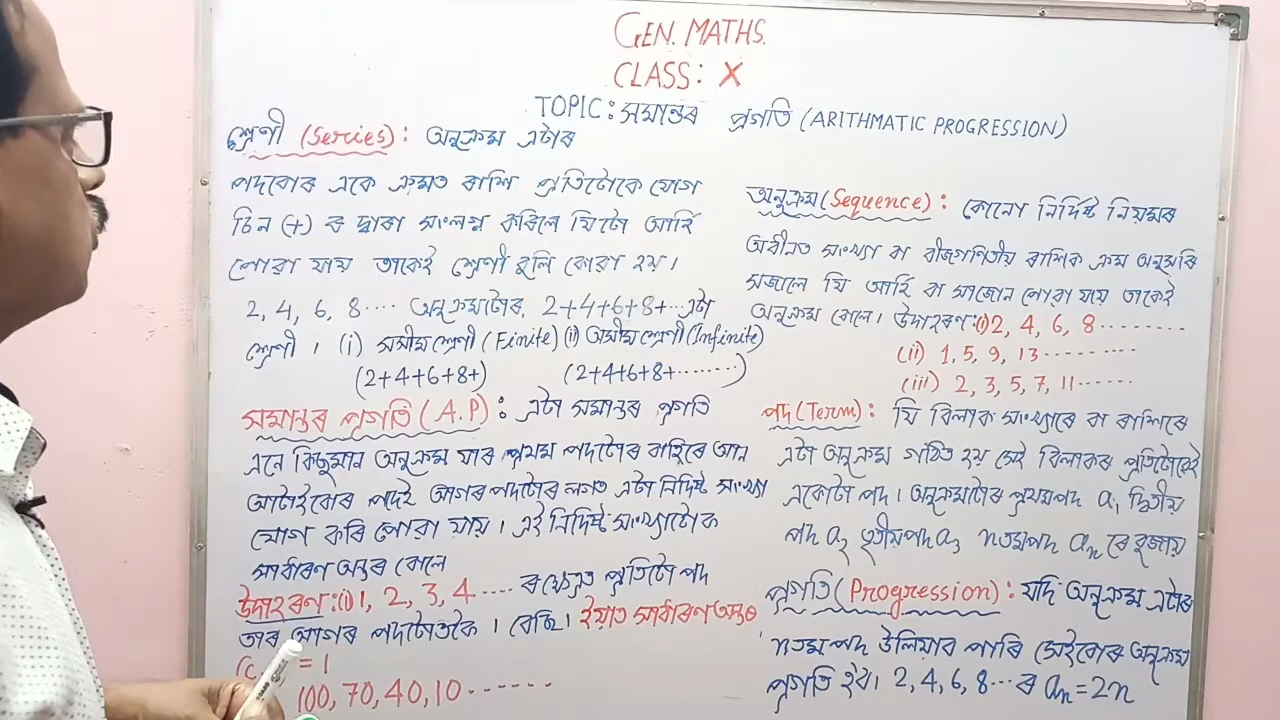 GEN. MATHS.
CLASS: X
TOPIC: সমান্তৰ প্ৰগতি (ARITHMATIC PROGRESSION)
শ্ৰেণী (Series): অনুক্ৰম এটাৰ
পদবোৰ একে ক্ৰমত ৰাশি প্ৰতিটোকে যোগ
চিন (+) ৰ দ্বাৰা সংলগ্ন কৰিলে যিটো আৰ্হি
পোৱা যায় তাকেই শ্ৰেণী বুলি কোৱা হয়।
2, 4, 6, 8.... অনুক্ৰমটোৰ, 2+4+6+8+...এটা
শ্ৰেণী। (i) সসীম শ্ৰেণী (Finite) (ii) অসীম শ্ৰেণী (Infinite)
(2+4+6+8+) (2+4+6+8+.......)
সমান্তৰ প্ৰগতি (A.P): এটা সমান্তৰ প্ৰগতি
এনে কিছুমান অনুক্ৰম যাৰ প্ৰথম পদটোৰ বাহিৰে আন
আটাইবোৰ পদেই আগৰ পদটোৰ লগত এটা নিৰ্দিষ্ট সংখ্যা
যোগ কৰি পোৱা যায়। এই নিৰ্দিষ্ট সংখ্যাটোক
সাধাৰণ অন্তৰ বোলে
উদাহৰণ:(i) 1, 2, 3, 4.... ৰক্ষেত্ৰত প্ৰতিটো পদ
তাৰ আগৰ পদটোতকৈ 1 বেছি। ইয়াত সাধাৰণ অন্তৰ
= 1
100, 70, 40, 10......
অনুক্ৰম (Sequence): কোনো নিৰ্দিষ্ট নিয়মৰ
অধীনত সংখ্যা বা বীজগণিতীয় ৰাশিক ক্ৰম অনুসৰি
সজালে যি আৰ্হি বা সাজোন পোৱা যায় তাকেই
অনুক্ৰম বোলে। উদাহৰণ:(i) 2, 4, 6, 8........
(ii) 1, 5, 9, 13.........
(iii) 2, 3, 5, 7, 11......
পদ (Term): যি বিলাক সংখ্যাৰে বা ৰাশিৰে
এটা অনুক্ৰম গঠিত হয় সেই বিলাকৰ প্ৰতিটোৱেই
একোটা পদ। অনুক্ৰমটোৰ প্ৰথমপদ a₁ দ্বিতীয়
পদ a₂ তৃতীয়পদ a₃ nতমপদ aₙ ৰে বুজায়
প্ৰগতি (Progression): যদি অনুক্ৰম এটাৰ
nতম পদ উলিয়াব পাৰি সেইবোৰ অনুক্ৰম
প্ৰগতি হ'ব। 2, 4, 6, 8... ৰ aₙ=2n